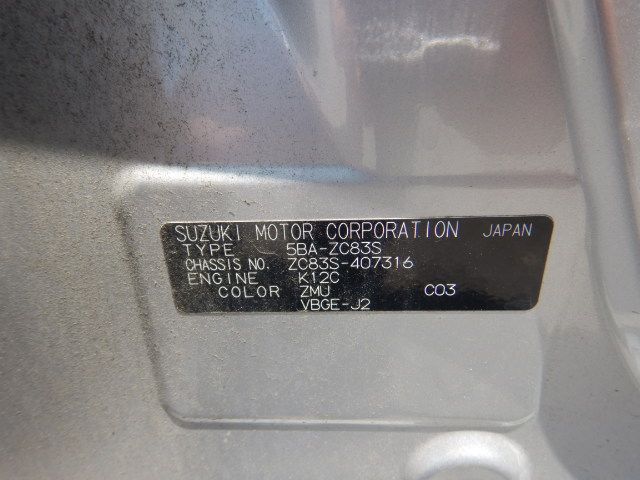 SUZUKI MOTOR CORPORATION JAPAN
TYPE 5BA-ZC83S
CHASSIS NO. ZC83S-407316
ENGINE K12C
COLOR ZMU C03
VBGE-J2